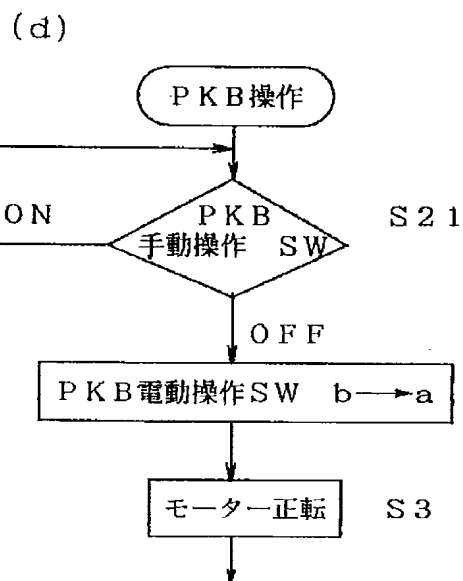 (d)
PKB操作
ON
PKB
手動操作 SW
S21
OFF
PKB電動操作SW b→a
モーター正転
S3